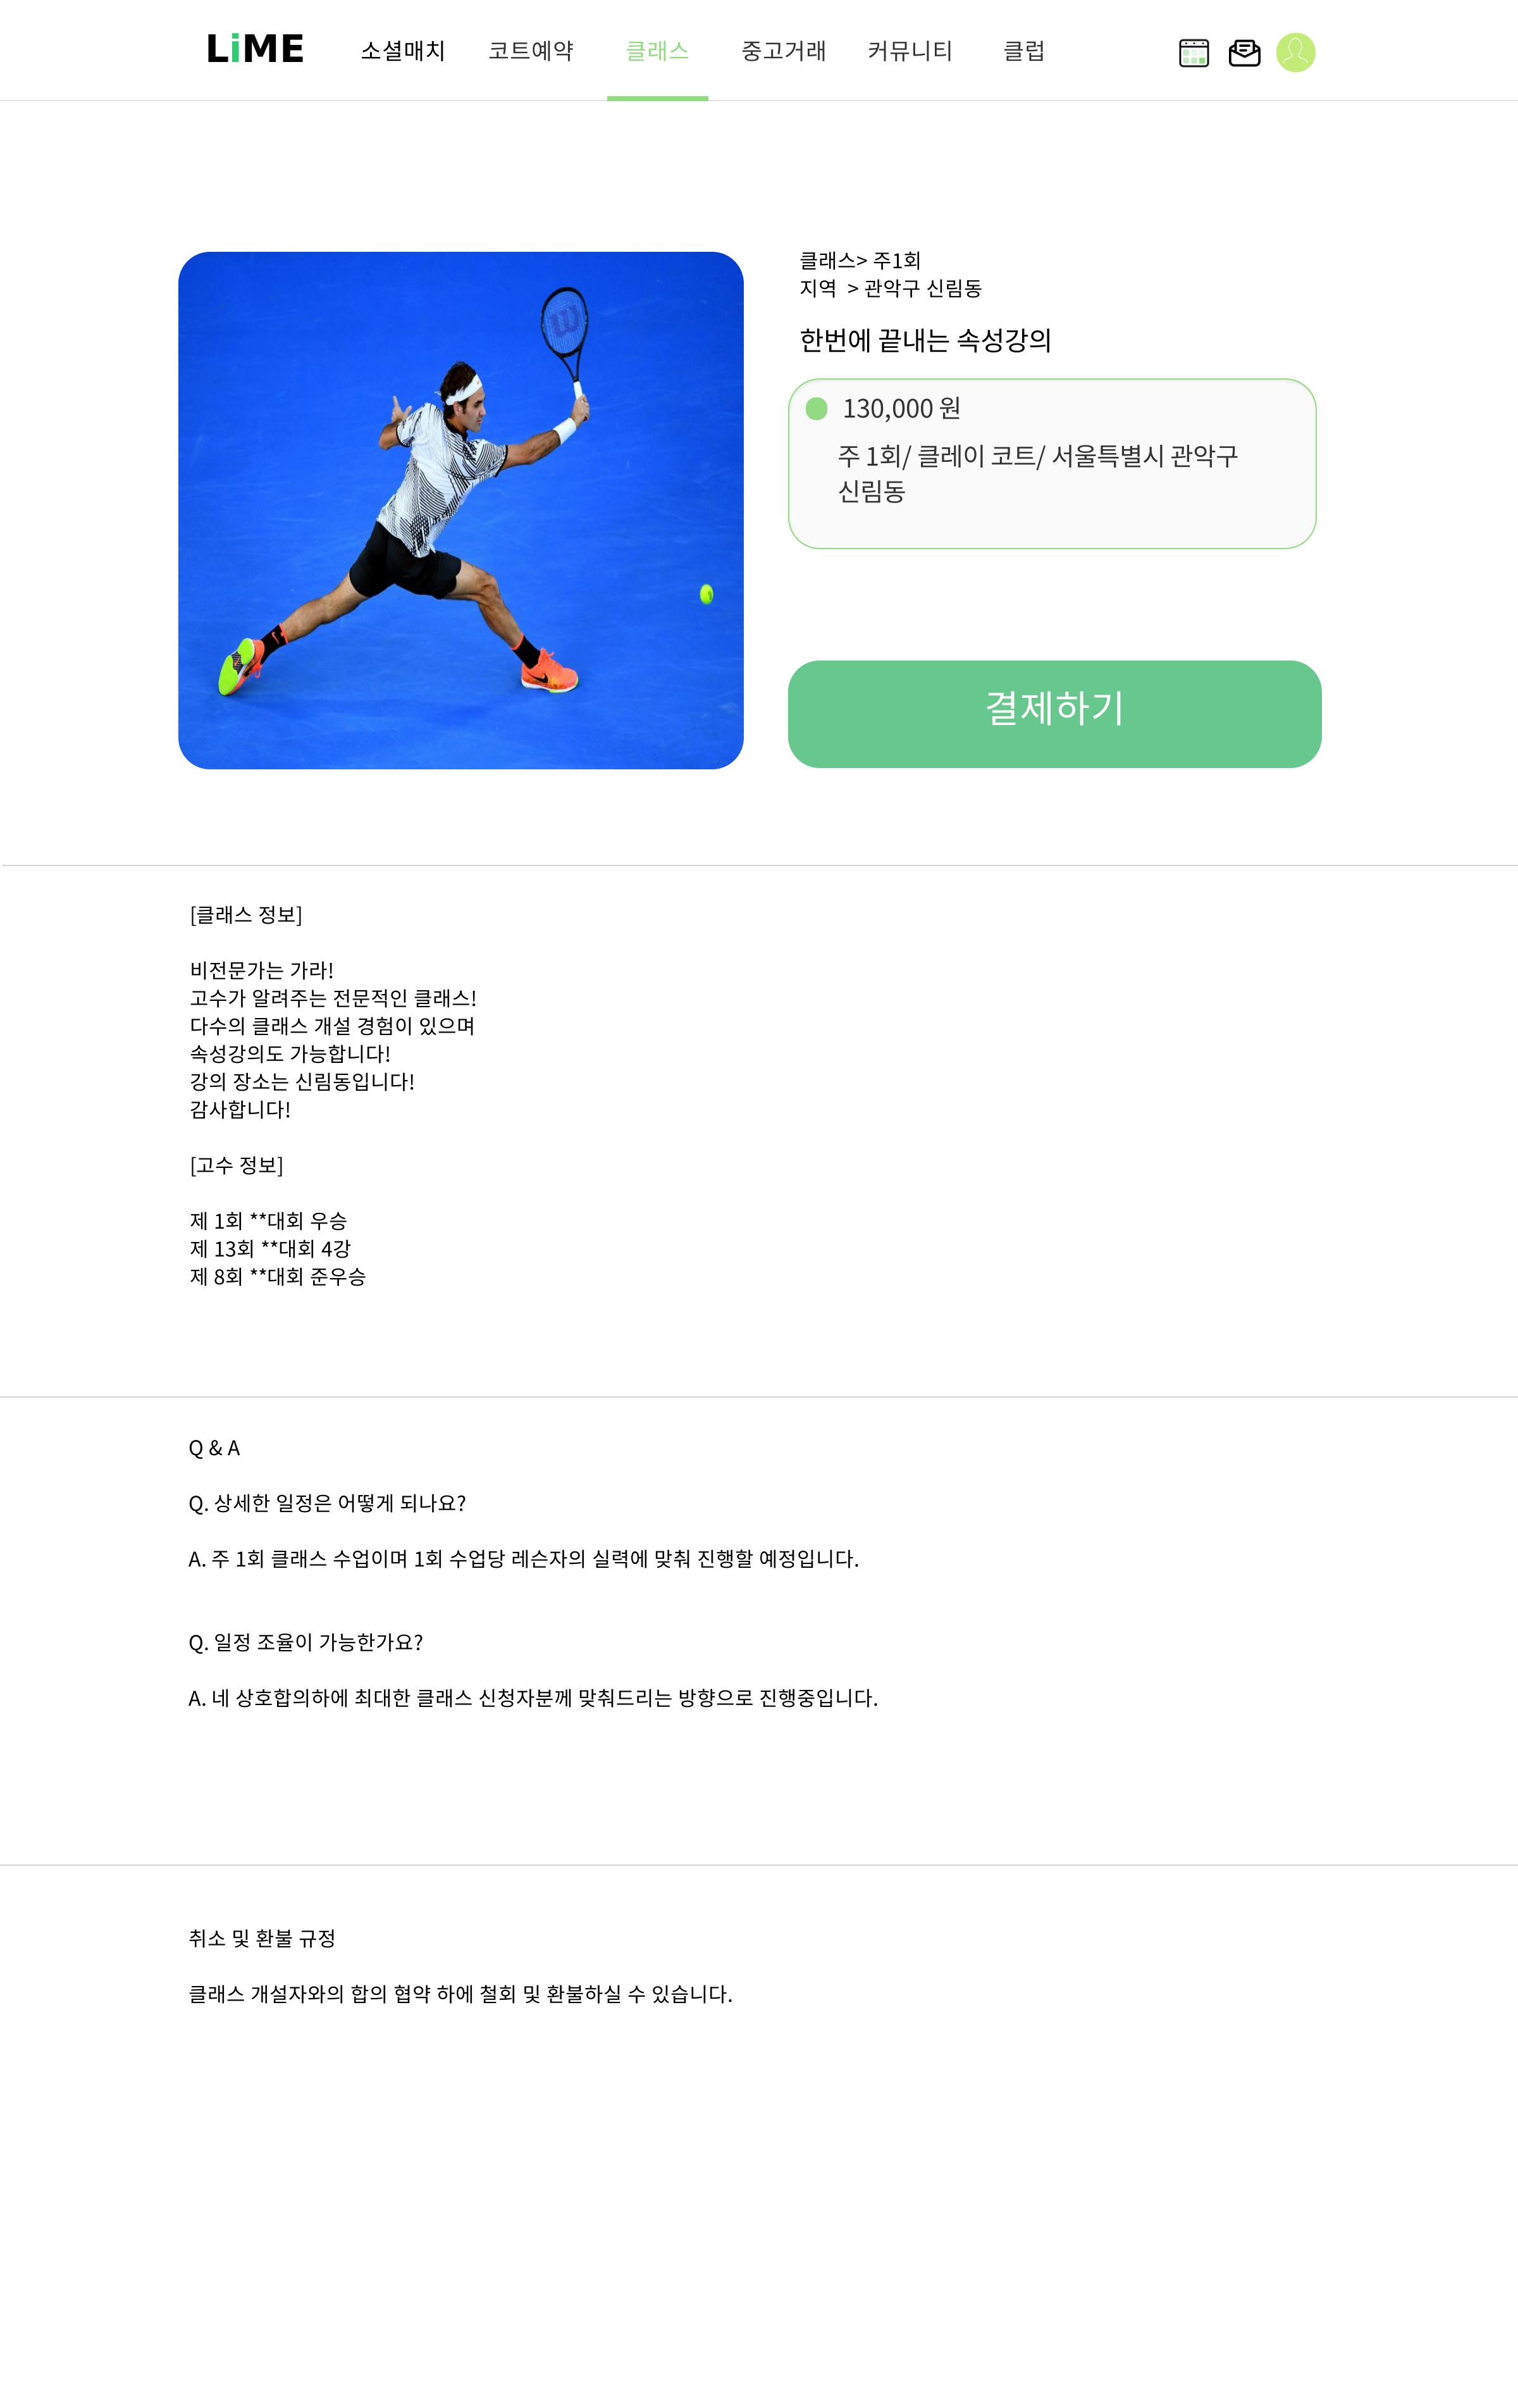 LiME
소셜매치
코트예약
클래스
중고거래
커뮤니티
클럽
W
클래스> 주1회
지역 > 관악구 신림동
한번에 끝내는 속성강의
130,000 원
주 1회/ 클레이 코트/ 서울특별시 관악구
신림동
결제하기
[클래스 정보]
비전문가는 가라!
고수가 알려주는 전문적인 클래스!
다수의 클래스 개설 경험이 있으며
속성강의도 가능합니다!
강의 장소는 신림동입니다!
감사합니다!
[고수 정보]
제 1회 **대회 우승
제 13회 **대회 4강
제 8회 **대회 준우승
Q & A
Q. 상세한 일정은 어떻게 되나요?
A. 주 1회 클래스 수업이며 1회 수업당 레슨자의 실력에 맞춰 진행할 예정입니다.
Q. 일정 조율이 가능한가요?
A. 네 상호합의하에 최대한 클래스 신청자분께 맞춰드리는 방향으로 진행중입니다.
취소 및 환불 규정
클래스 개설자와의 합의 협약 하에 철회 및 환불하실 수 있습니다.